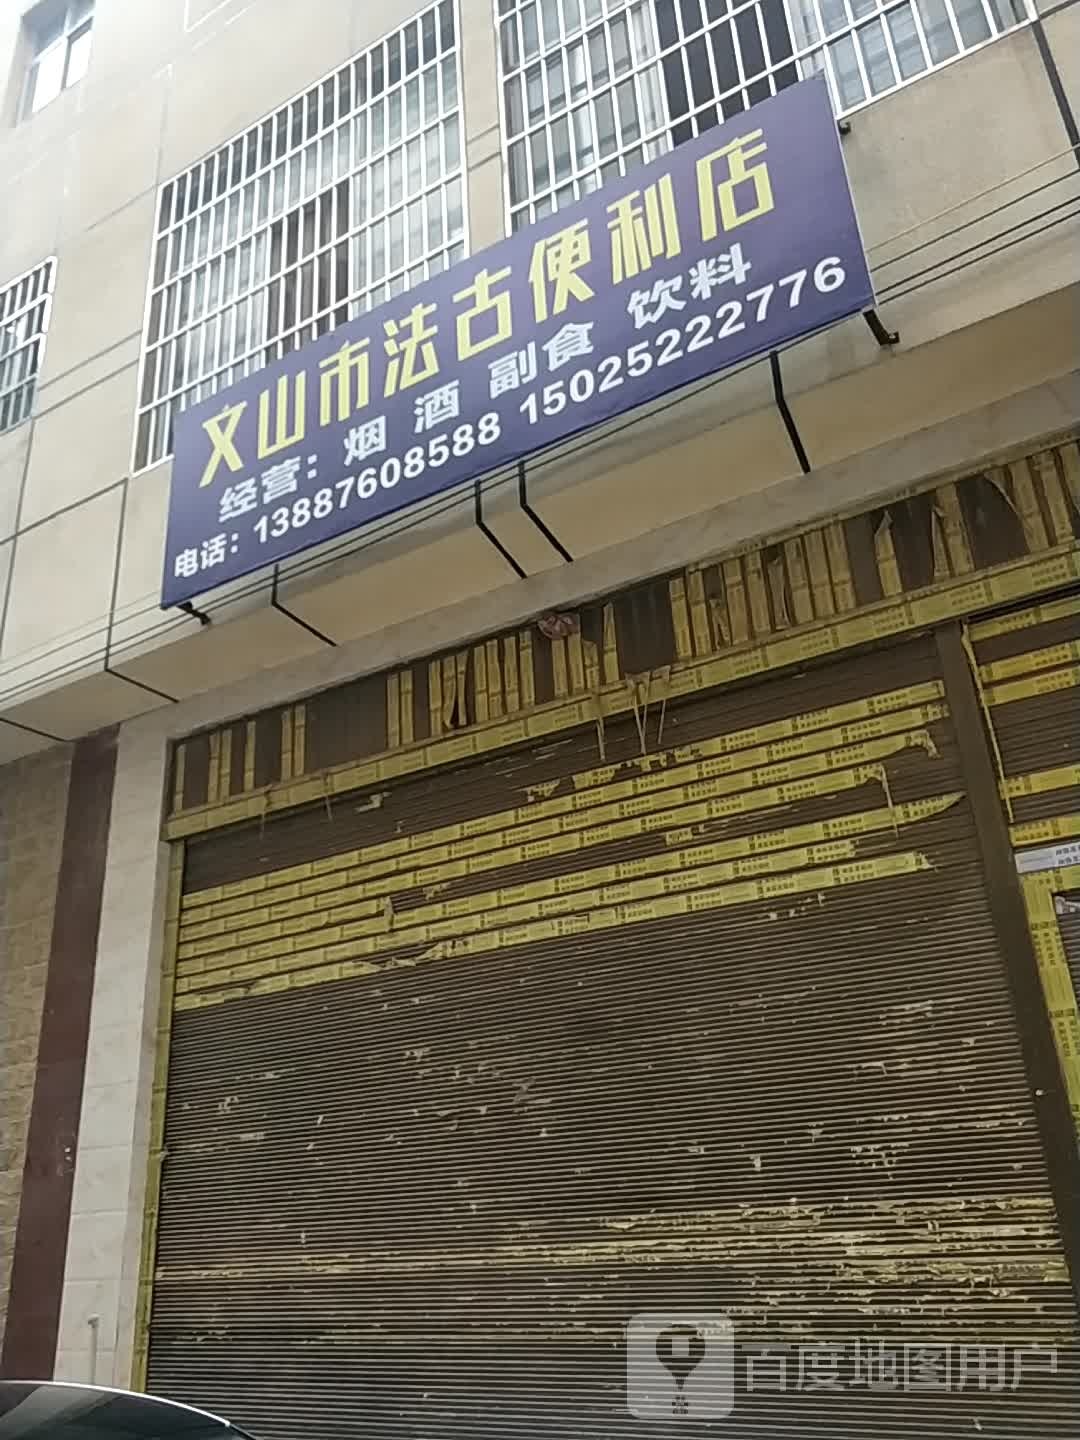 文山市法古便利店
经营：烟 酒 副食 饮料
电话：13887608588 15025222776
百度地图用户